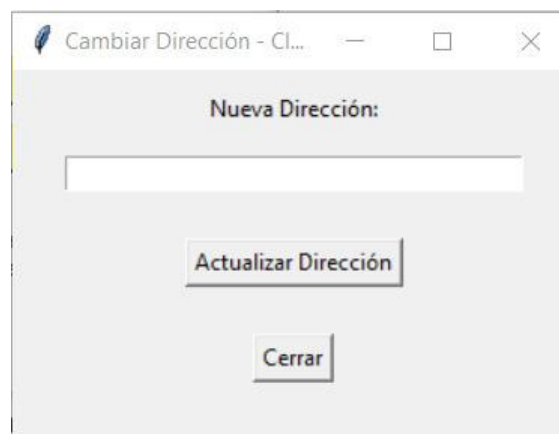 Cambiar Dirección - Cl...
Nueva Dirección:
Actualizar Dirección
Cerrar